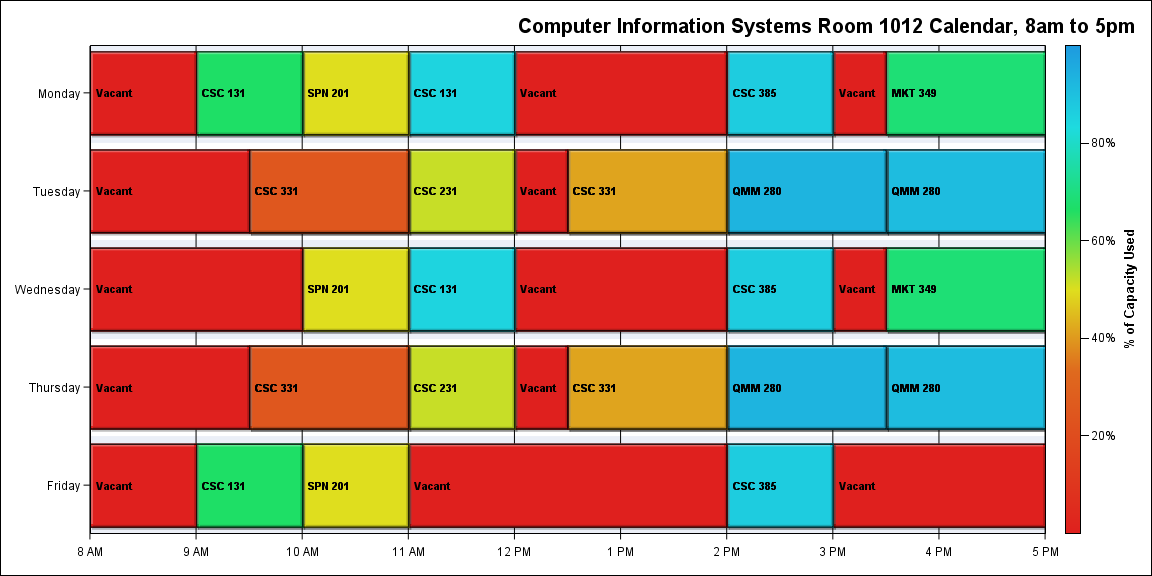 Computer Information Systems Room 1012 Calendar, 8am to 5pm
Monday
Vacant
CSC 131
SPN 201
CSC 131
Vacant
CSC 385
Vacant
MKT 349
Tuesday
Vacant
CSC 331
CSC 231
Vacant
CSC 331
QMM 280
QMM 280
Wednesday
Vacant
SPN 201
CSC 131
Vacant
CSC 385
Vacant
MKT 349
Thursday
Vacant
CSC 331
CSC 231
Vacant
CSC 331
QMM 280
QMM 280
Friday
Vacant
CSC 131
SPN 201
Vacant
CSC 385
Vacant
8 AM
9 AM
10 AM
11 AM
12 PM
1 PM
2 PM
3 PM
4 PM
5 PM
80%
60%
40%
20%
% of Capacity Used